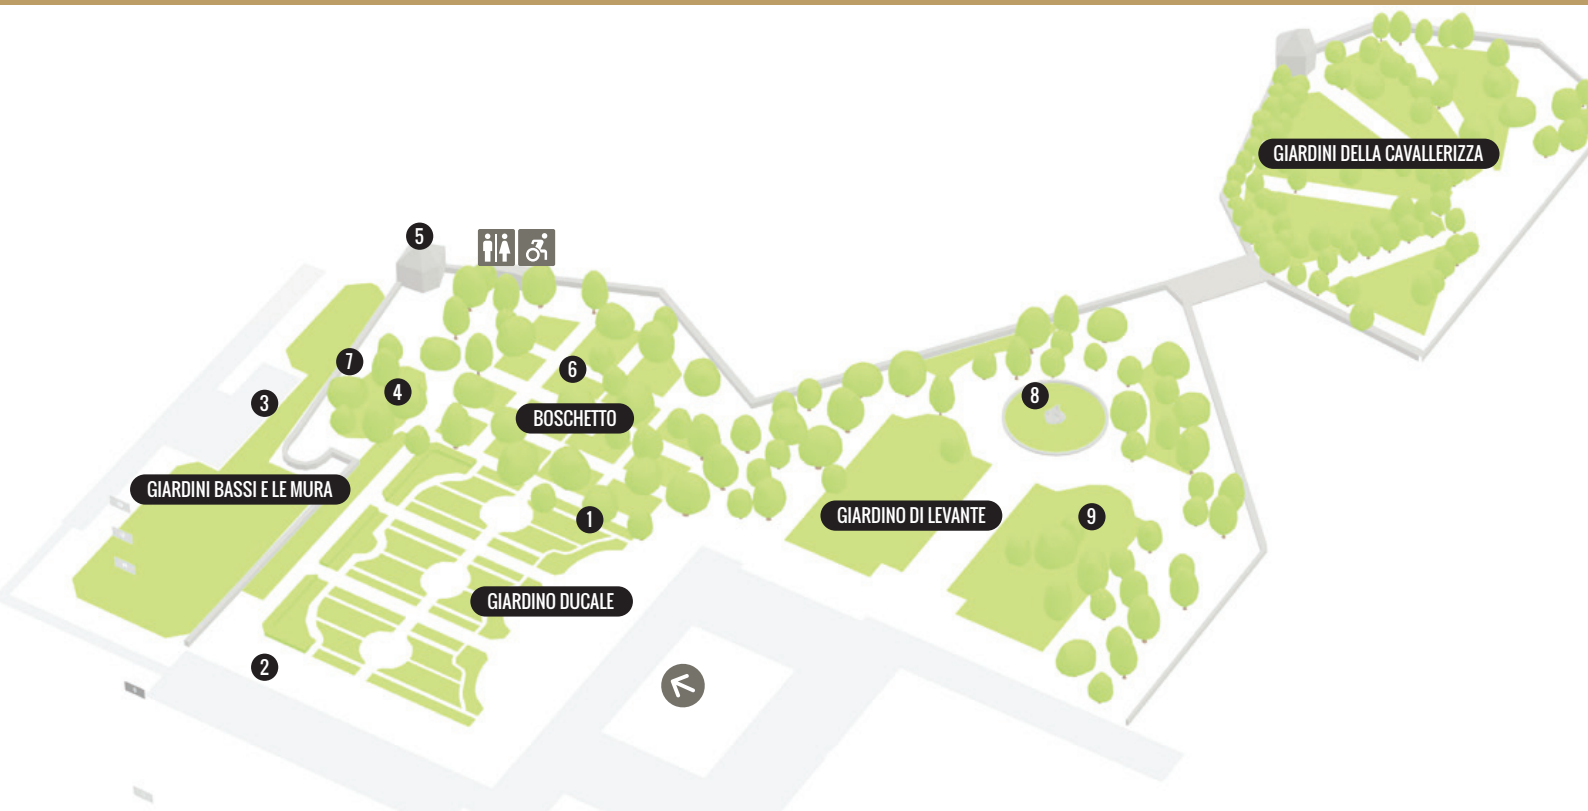 GIARDINI DELLA CAVALLERIZZA
5
7
6
4
8
3
BOSCHETTO
GIARDINI BASSI E LE MURA
1
GIARDINO DI LEVANTE
9
GIARDINO DUCALE
2